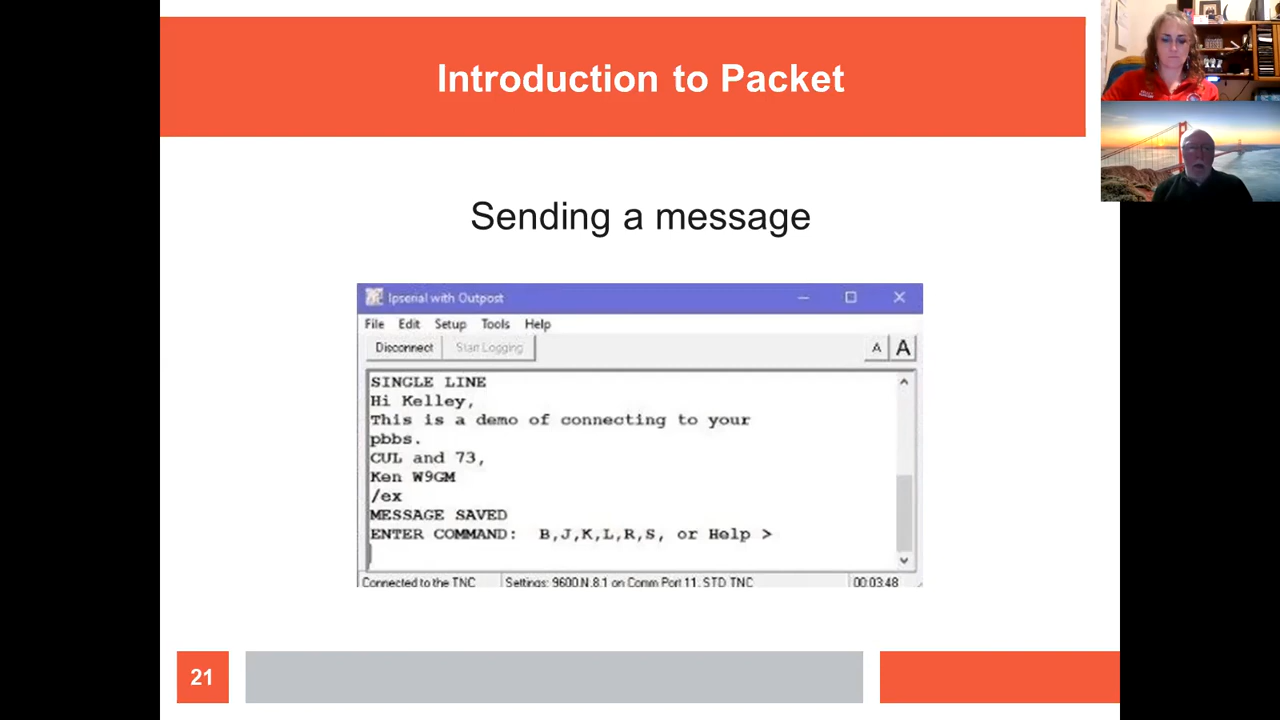 Introduction to Packet
Sending a message
Ipserial with Outpost
File Edit Setup Tools Help
Disconnect Start Logging A A
SINGLE LINE
Hi Kelley,
This is a demo of connecting to your
pbbs.
CUL and 73,
Ken W9GM
/ex
MESSAGE SAVED
ENTER COMMAND: B,J,K,L,R,S, or Help >
Connected to the TNC Settings: 9600,N,8,1 on Comm Port 11, STD TNC 00:03:48
21